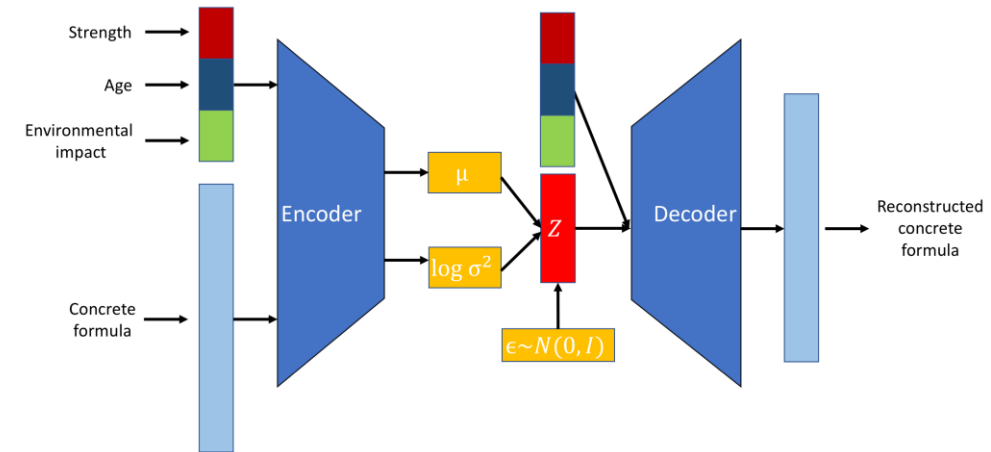 Strength
Age
Environmental
impact
Concrete
formula
Encoder
μ
log σ²
Z
ϵ~N(0, I)
Decoder
Reconstructed
concrete
formula